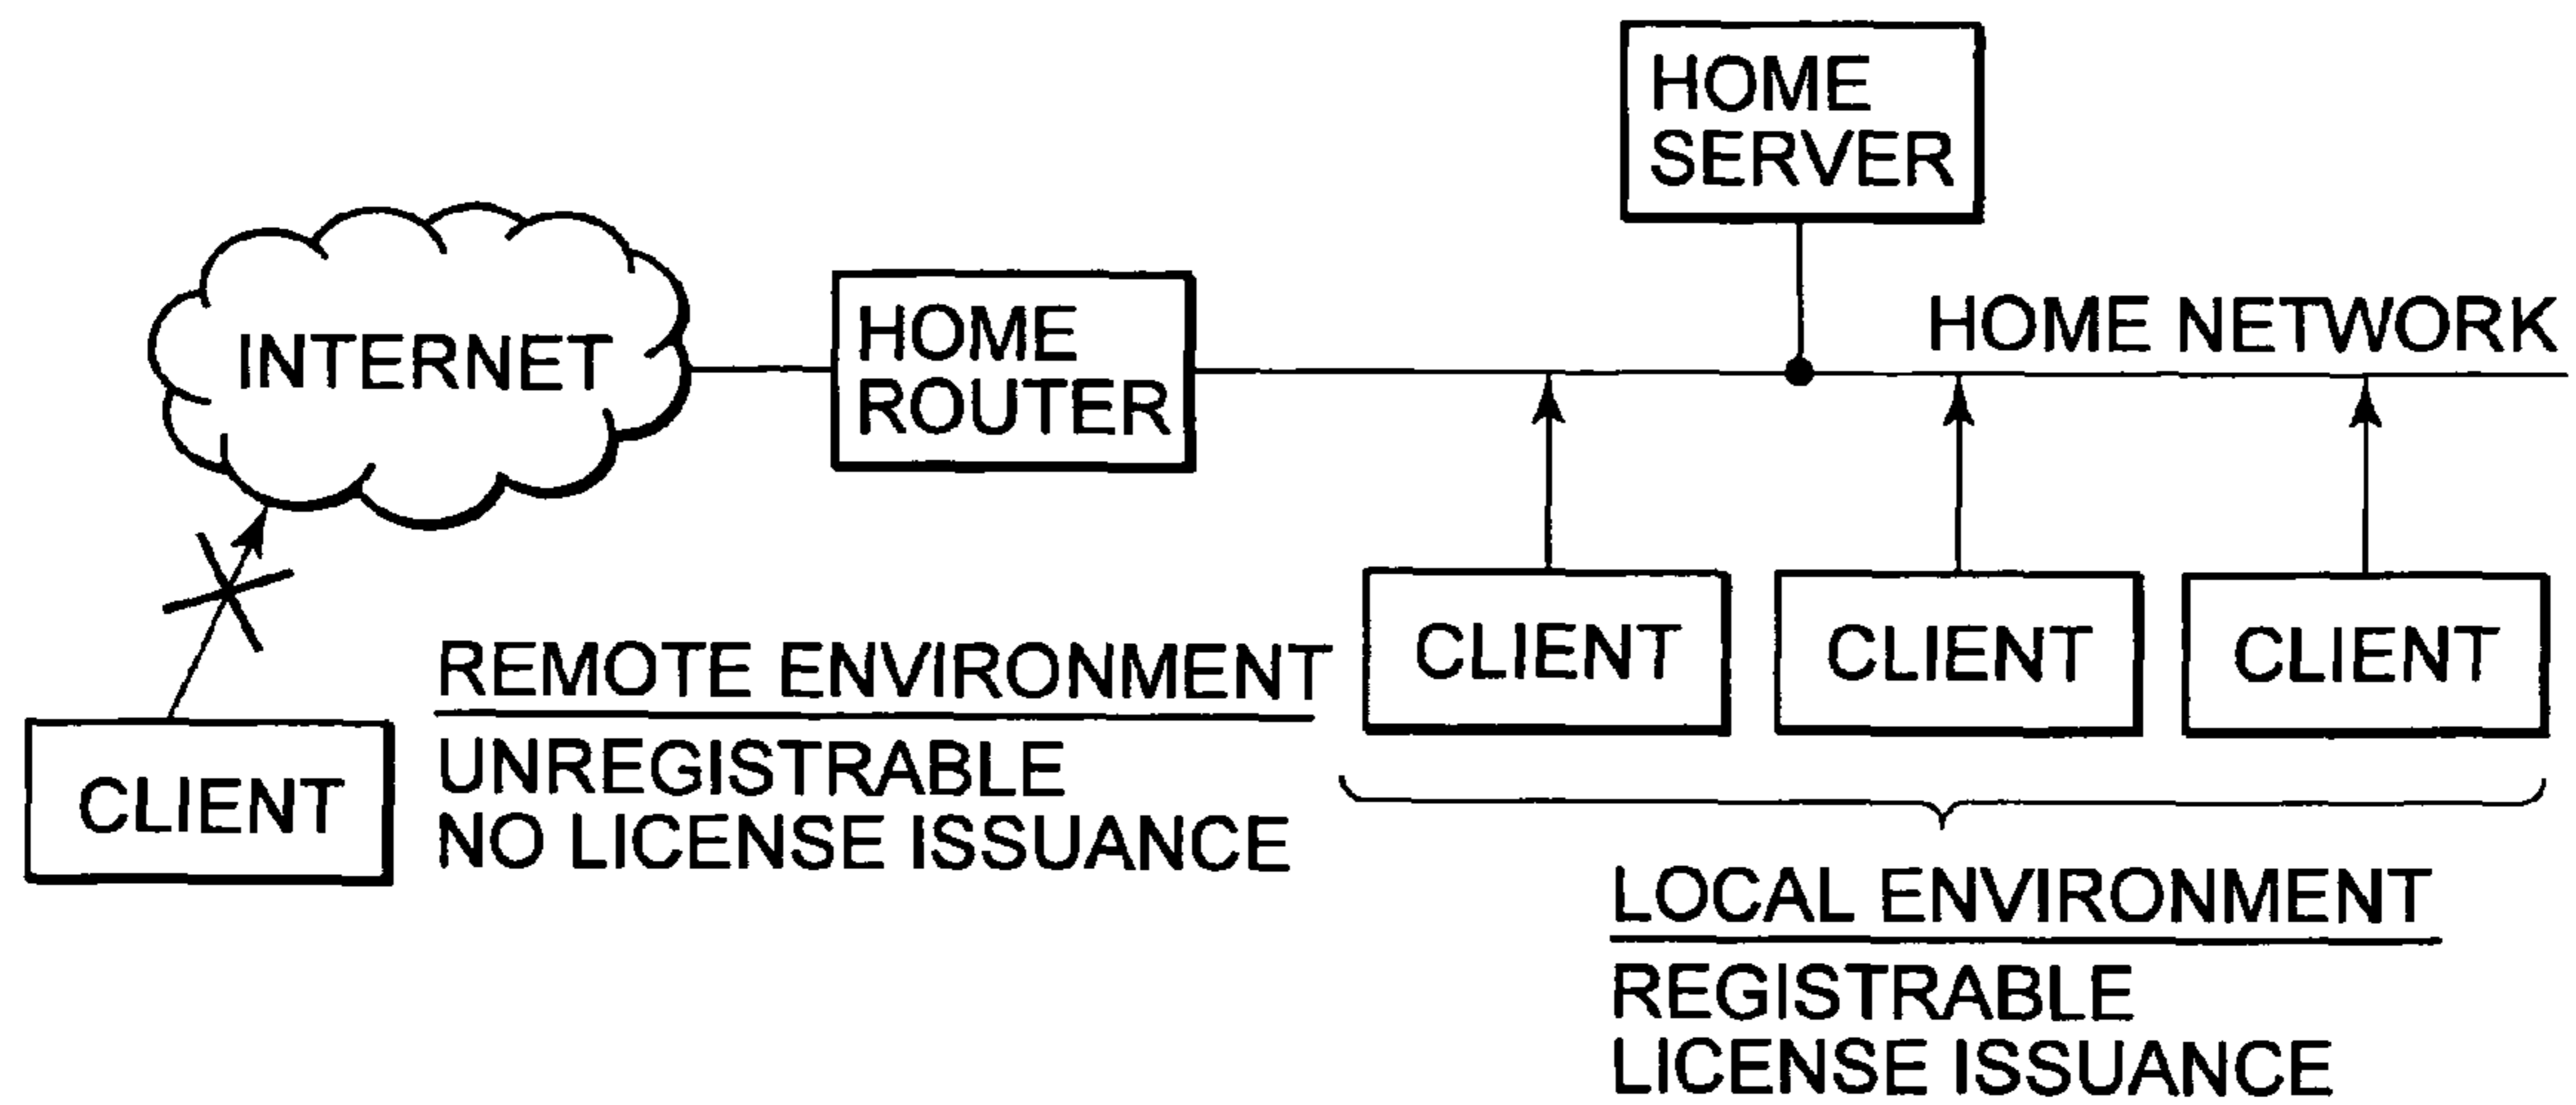 HOME
SERVER
INTERNET
HOME
ROUTER
HOME NETWORK
CLIENT
REMOTE ENVIRONMENT
UNREGISTRABLE
NO LICENSE ISSUANCE
CLIENT
CLIENT
CLIENT
LOCAL ENVIRONMENT
REGISTRABLE
LICENSE ISSUANCE